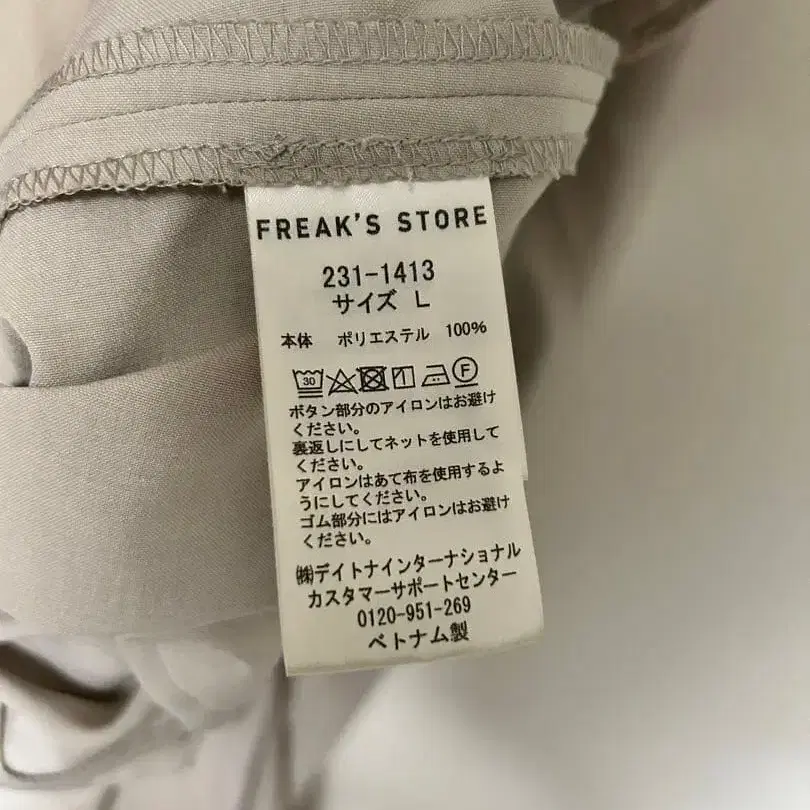 FREAK'S STORE
231-1413
サイズ L
本体 ポリエステル 100%
30 F
ボタン部分のアイロンはお避け
ください。
裏返しにしてネットを使用して
ください。
アイロンはあて布を使用するよ
うにしてください。
ゴム部分にはアイロンはお避け
ください。
㈱デイトナインターナショナル
カスタマーサポートセンター
0120-951-269
ベトナム製